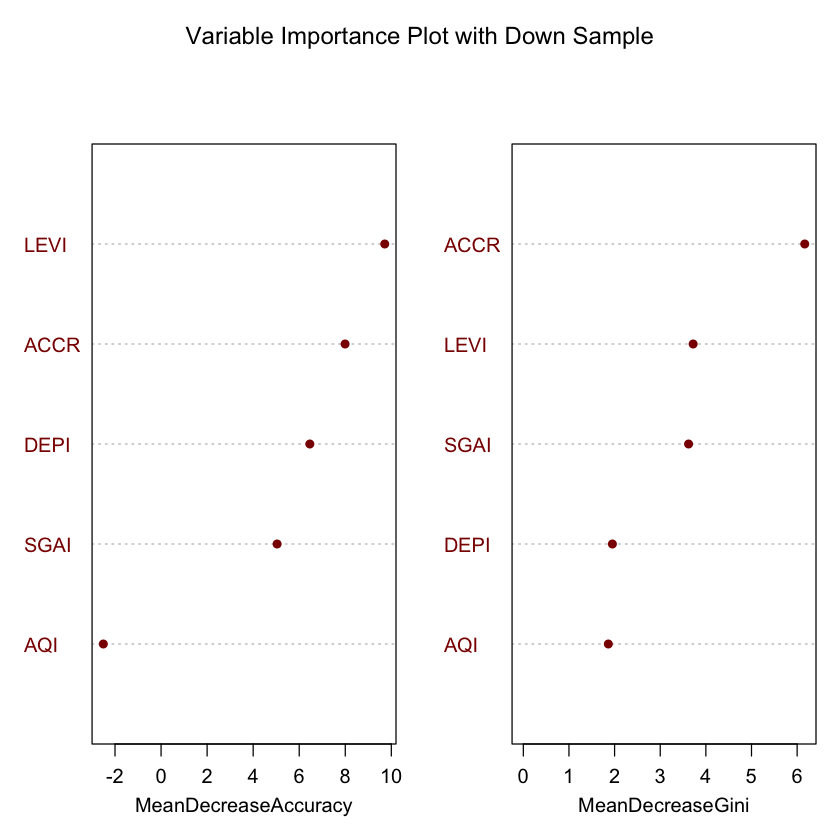 Variable Importance Plot with Down Sample
LEVI
ACCR
DEPI
SGAI
AQI
-2 0 2 4 6 8 10
MeanDecreaseAccuracy
ACCR
LEVI
SGAI
DEPI
AQI
0 1 2 3 4 5 6
MeanDecreaseGini